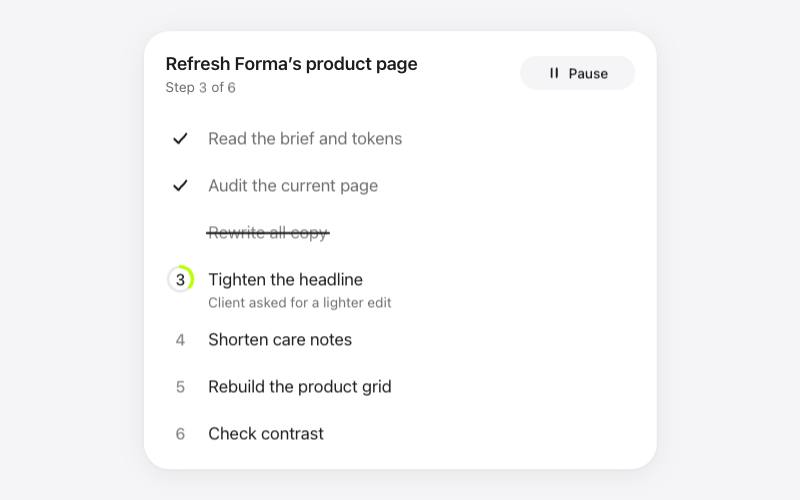 Refresh Forma’s product page
Step 3 of 6
Pause
Read the brief and tokens
Audit the current page
Rewrite all copy
3 Tighten the headline
Client asked for a lighter edit
4 Shorten care notes
5 Rebuild the product grid
6 Check contrast